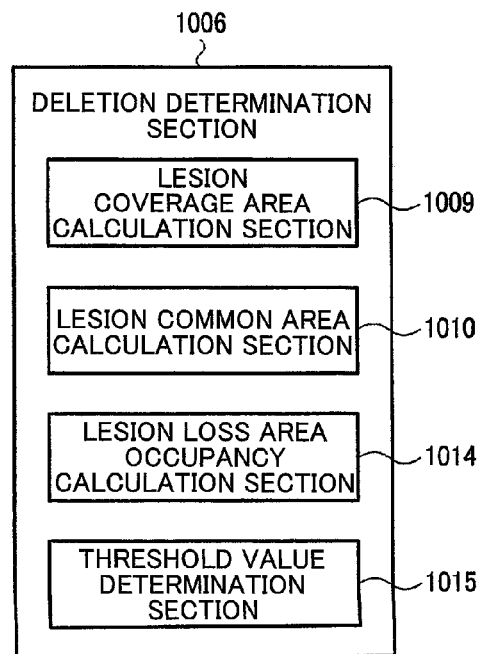 1006
DELETION DETERMINATION
SECTION
LESION
COVERAGE AREA
CALCULATION SECTION
1009
LESION COMMON AREA
CALCULATION SECTION
1010
LESION LOSS AREA
OCCUPANCY
CALCULATION SECTION
1014
THRESHOLD VALUE
DETERMINATION
SECTION
1015